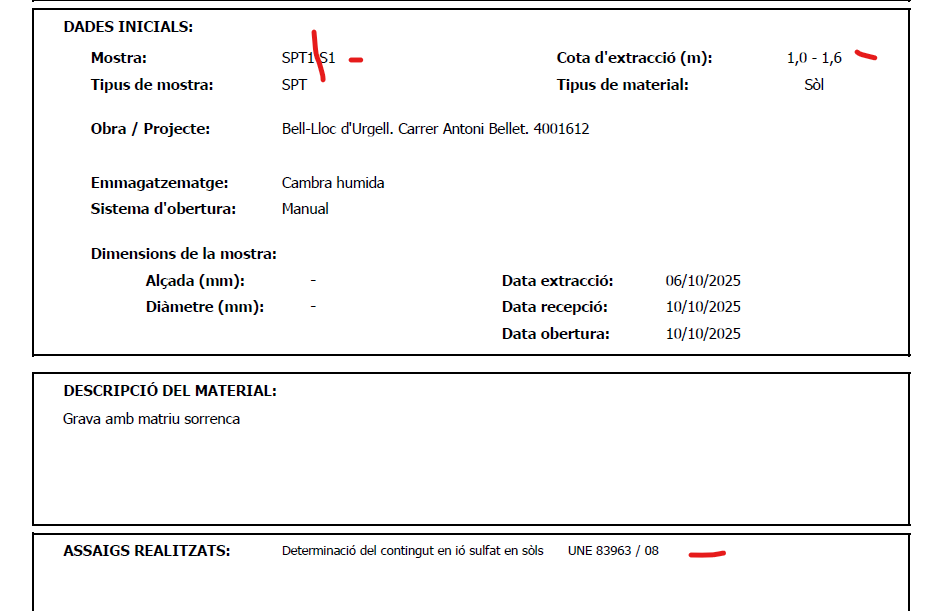 DADES INICIALS:
Mostra: SPT1 S1 Cota d'extracció (m): 1,0 - 1,6
Tipus de mostra: SPT Tipus de material: Sòl
Obra / Projecte: Bell-Lloc d'Urgell. Carrer Antoni Bellet. 4001612
Emmagatzematge: Cambra humida
Sistema d'obertura: Manual
Dimensions de la mostra:
Alçada (mm): - Data extracció: 06/10/2025
Diàmetre (mm): - Data recepció: 10/10/2025
Data obertura: 10/10/2025
DESCRIPCIÓ DEL MATERIAL:
Grava amb matriu sorrenca
ASSAIGS REALITZATS: Determinació del contingut en ió sulfat en sòls UNE 83963 / 08